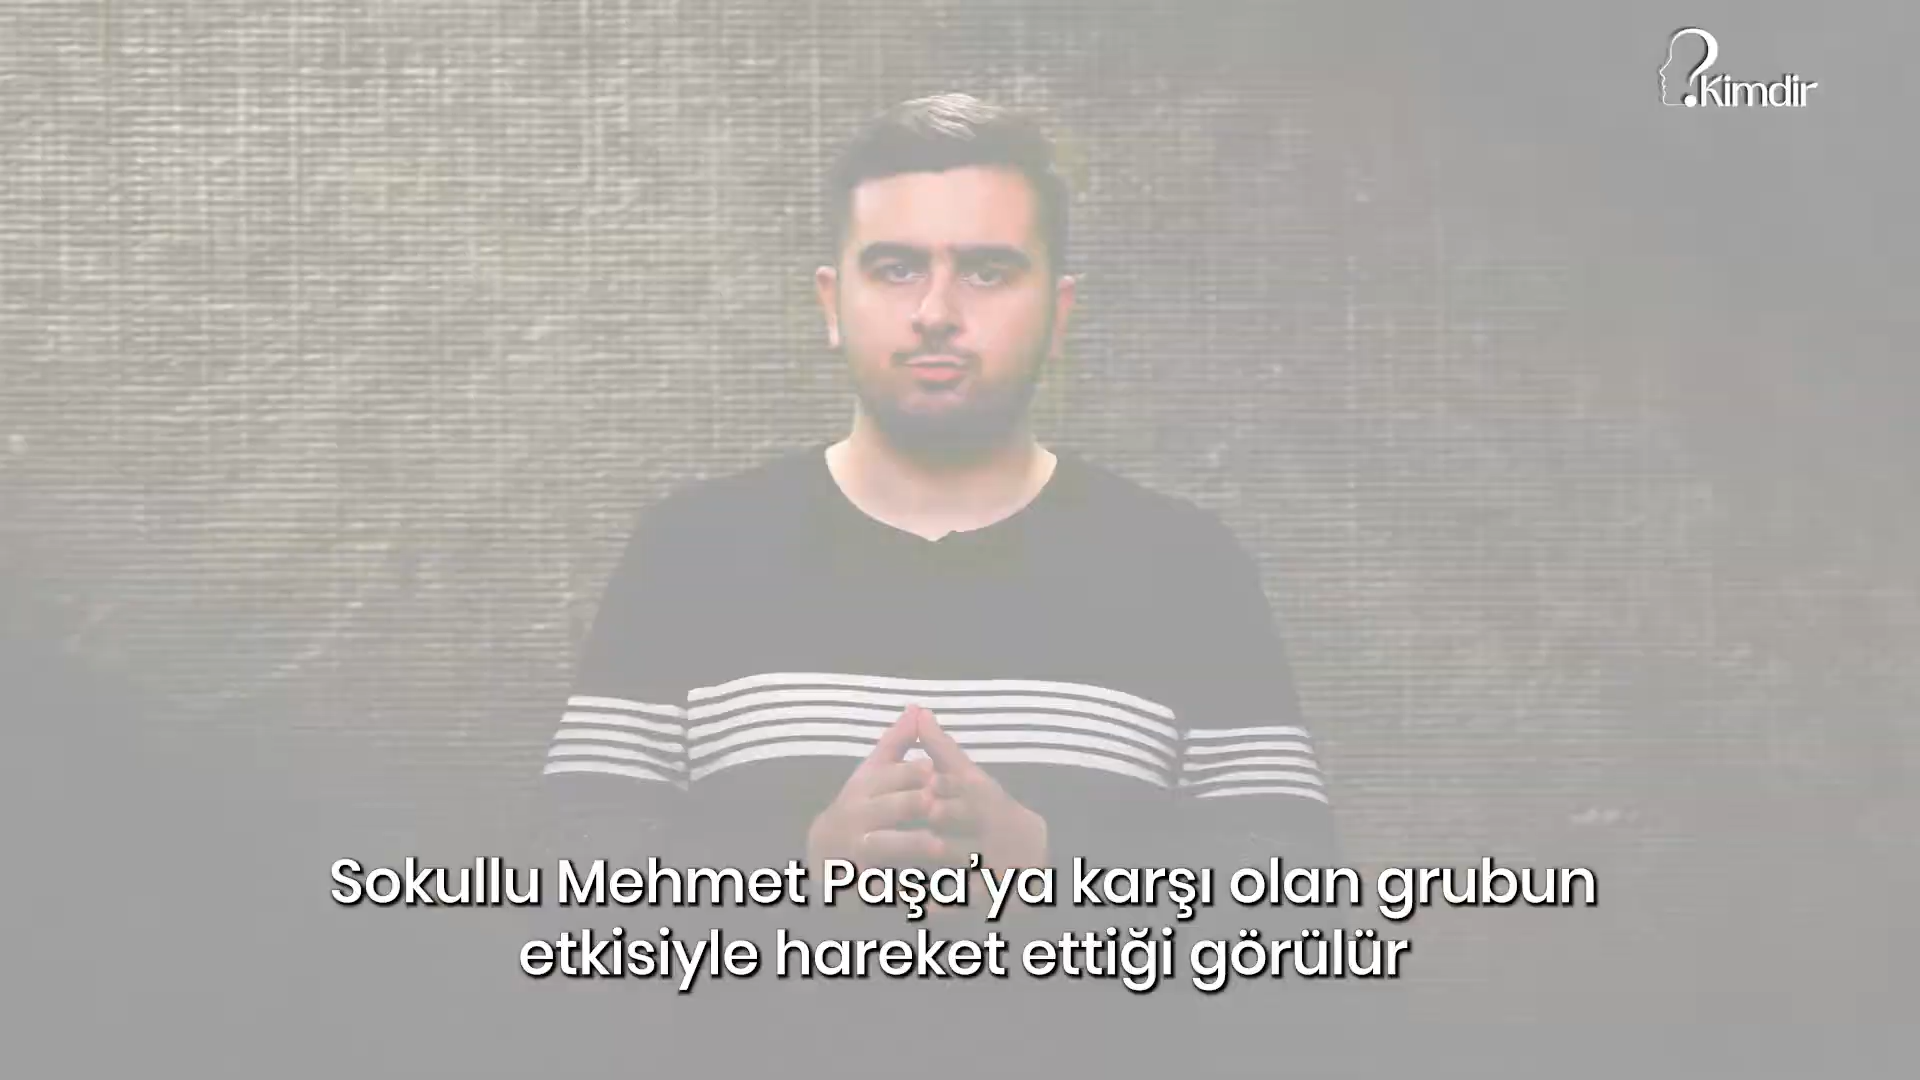 Kimdir
Sokullu Mehmet Paşa’ya karşı olan grubun
etkisiyle hareket ettiği görülür